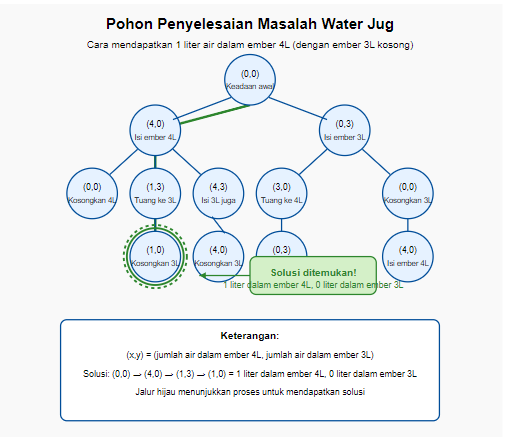 Pohon Penyelesaian Masalah Water Jug
Cara mendapatkan 1 liter air dalam ember 4L (dengan ember 3L kosong)
(0,0)
Keadaan awal
(4,0)
Isi ember 4L
(0,3)
Isi ember 3L
(0,0)
Kosongkan 4L
(1,3)
Tuang ke 3L
(4,3)
Isi 3L juga
(3,0)
Tuang ke 4L
(0,0)
Kosongkan 3L
(1,0)
Kosongkan 3L
(4,0)
Kosongkan 3L
(0,3)
(4,0)
Isi ember 4L
Solusi ditemukan!
1 liter dalam ember 4L, 0 liter dalam ember 3L
Keterangan:
(x,y) = (jumlah air dalam ember 4L, jumlah air dalam ember 3L)
Solusi: (0,0) → (4,0) → (1,3) → (1,0) = 1 liter dalam ember 4L, 0 liter dalam ember 3L
Jalur hijau menunjukkan proses untuk mendapatkan solusi